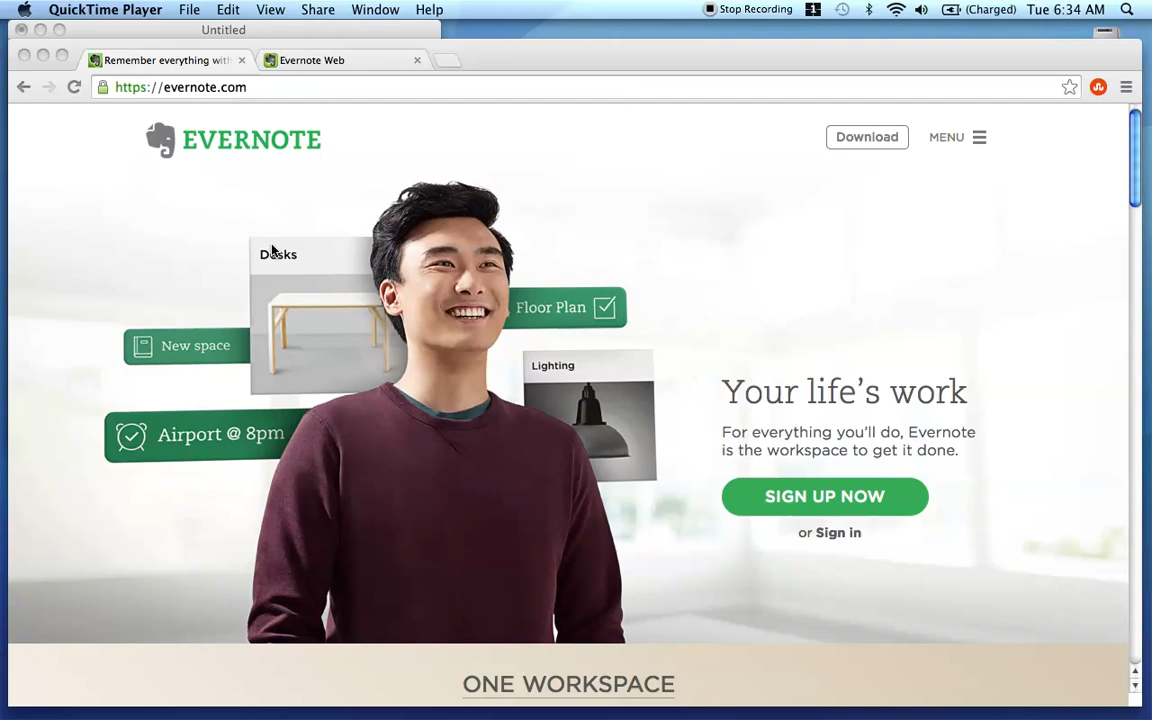 QuickTime Player File Edit View Share Window Help Stop Recording 1 (Charged) Tue 6:34 AM
Untitled
Remember everything with Evernote Web
https://evernote.com
EVERNOTE
Download MENU
Desks
Floor Plan
New space
Lighting
Airport @ 8pm
Your life's work
For everything you'll do, Evernote
is the workspace to get it done.
SIGN UP NOW
or Sign in
ONE WORKSPACE